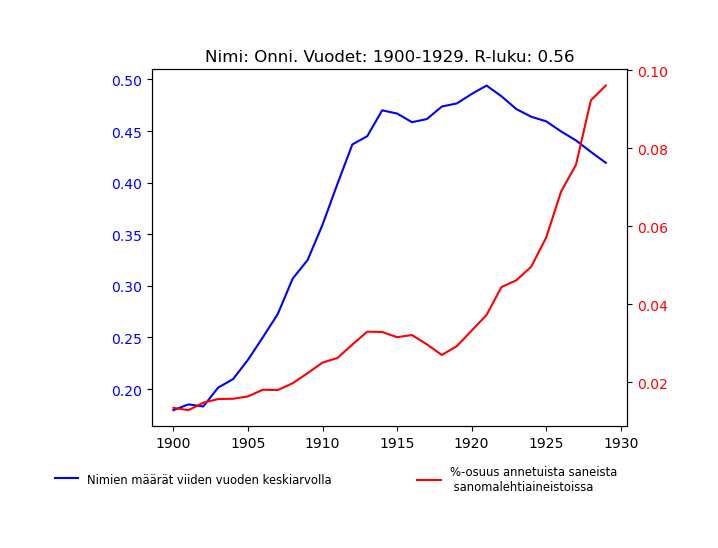 Nimi: Onni. Vuodet: 1900-1929. R-luku: 0.56
0.50
0.45
0.40
0.35
0.30
0.25
0.20
0.10
0.08
0.06
0.04
0.02
1900 1905 1910 1915 1920 1925 1930
Nimien määrät viiden vuoden keskiarvolla
%-osuus annetuista saneista
sanomalehtiaineistoissa